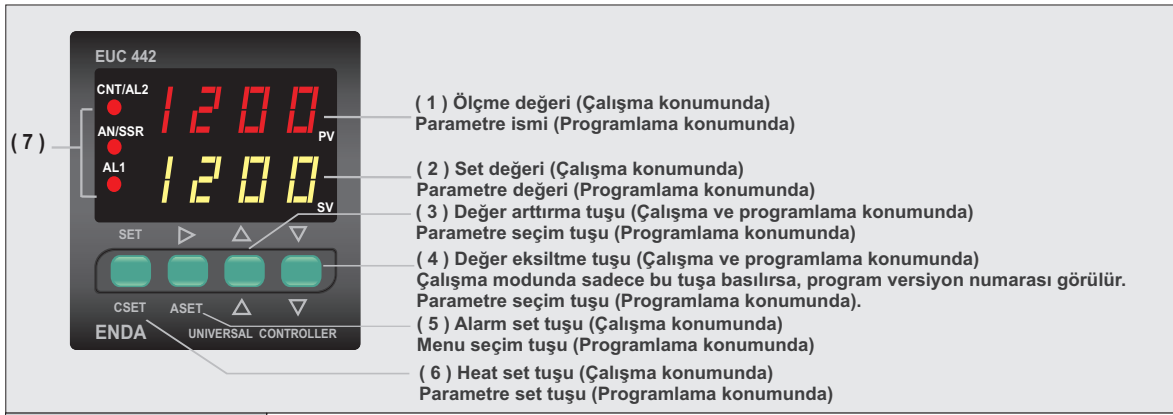 EUC 442
CNT/AL2
1200
PV
AN/SSR
AL1
1200
SV
( 7 )
SET
CSET ASET
ENDA UNIVERSAL CONTROLLER
( 1 ) Ölçme değeri (Çalışma konumunda)
Parametre ismi (Programlama konumunda)
( 2 ) Set değeri (Çalışma konumunda)
Parametre değeri (Programlama konumunda)
( 3 ) Değer arttırma tuşu (Çalışma ve programlama konumunda)
Parametre seçim tuşu (Programlama konumunda)
( 4 ) Değer eksiltme tuşu (Çalışma ve programlama konumunda)
Çalışma modunda sadece bu tuşa basılırsa, program versiyon numarası görülür.
Parametre seçim tuşu (Programlama konumunda).
( 5 ) Alarm set tuşu (Çalışma konumunda)
Menu seçim tuşu (Programlama konumunda)
( 6 ) Heat set tuşu (Çalışma konumunda)
Parametre set tuşu (Programlama konumunda)